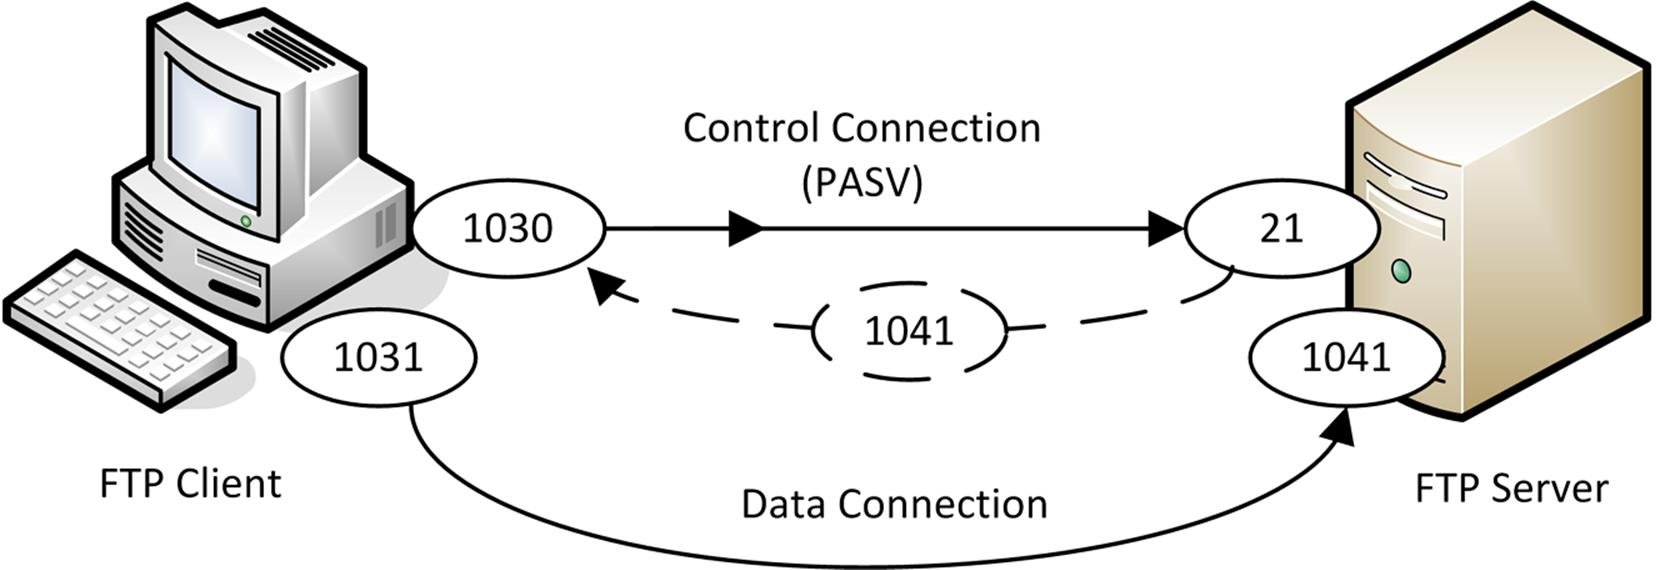 Control Connection
(PASV)
1030
21
1041
1031
1041
FTP Client
Data Connection
FTP Server